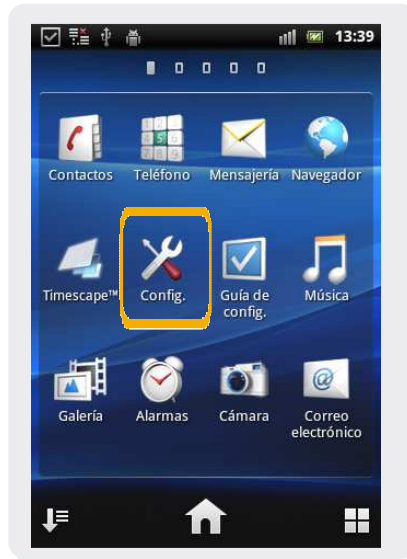 13:39
Contactos Teléfono Mensajería Navegador
Timescape™ Config. Guía de config. Música
Galería Alarmas Cámara Correo electrónico